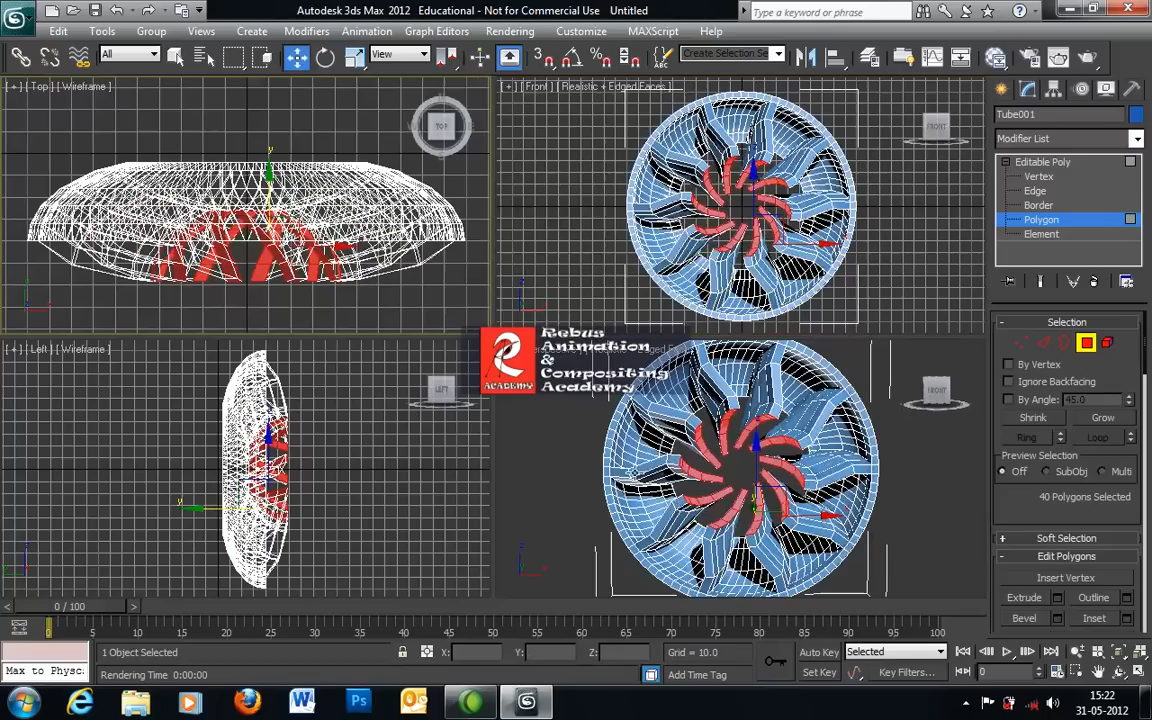 Autodesk 3ds Max 2012   Educational - Not for Commercial Use   Untitled
Type a keyword or phrase
Edit Tools Group Views Create Modifiers Animation Graph Editors Rendering Customize MAXScript Help
All View Create Selection Se
[ + ] [ Top ] [ Wireframe ]
TOP
[ + ] [ Front ] [ Realistic + Edged Faces ]
FRONT
Tube001
Modifier List
Editable Poly
Vertex
Edge
Border
Polygon
Element
Selection
By Vertex
Ignore Backfacing
By Angle: 45.0
Shrink Grow
Ring Loop
Preview Selection
Off SubObj Multi
40 Polygons Selected
Soft Selection
Edit Polygons
Insert Vertex
Extrude Outline
Bevel Inset
[ + ] [ Left ] [ Wireframe ]
LEFT
FRONT
R
ACADEMY
Rebus
Animation
&
Compositing
Academy
< 0 / 100 >
0 5 10 15 20 25 30 35 40 45 50 55 60 65 70 75 80 85 90 95 100
1 Object Selected X: Y: Z: Grid = 10.0 Auto Key Selected
Max to Physc Rendering Time 0:00:00 Add Time Tag Set Key Key Filters... 0
15:22
31-05-2012